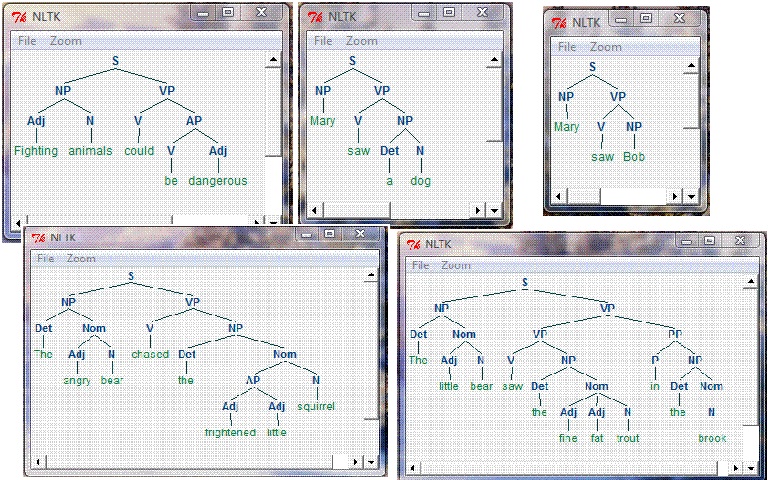 NLTK
File Zoom
S
NP VP
Adj N V AP
Fighting animals could V Adj
be dangerous
NLTK
File Zoom
S
NP VP
Mary V NP
saw Det N
a dog
NLTK
File Zoom
S
NP VP
Mary V NP
saw Bob
NLTK
File Zoom
S
NP VP
Det Nom V NP
The Adj N chased Det Nom
angry bear the AP N
Adj Adj squirrel
frightened little
NLTK
File Zoom
S
NP VP
Det Nom VP PP
The Adj N V NP P NP
little bear saw Det Nom in Det Nom
the Adj Adj N the N
fine fat trout brook